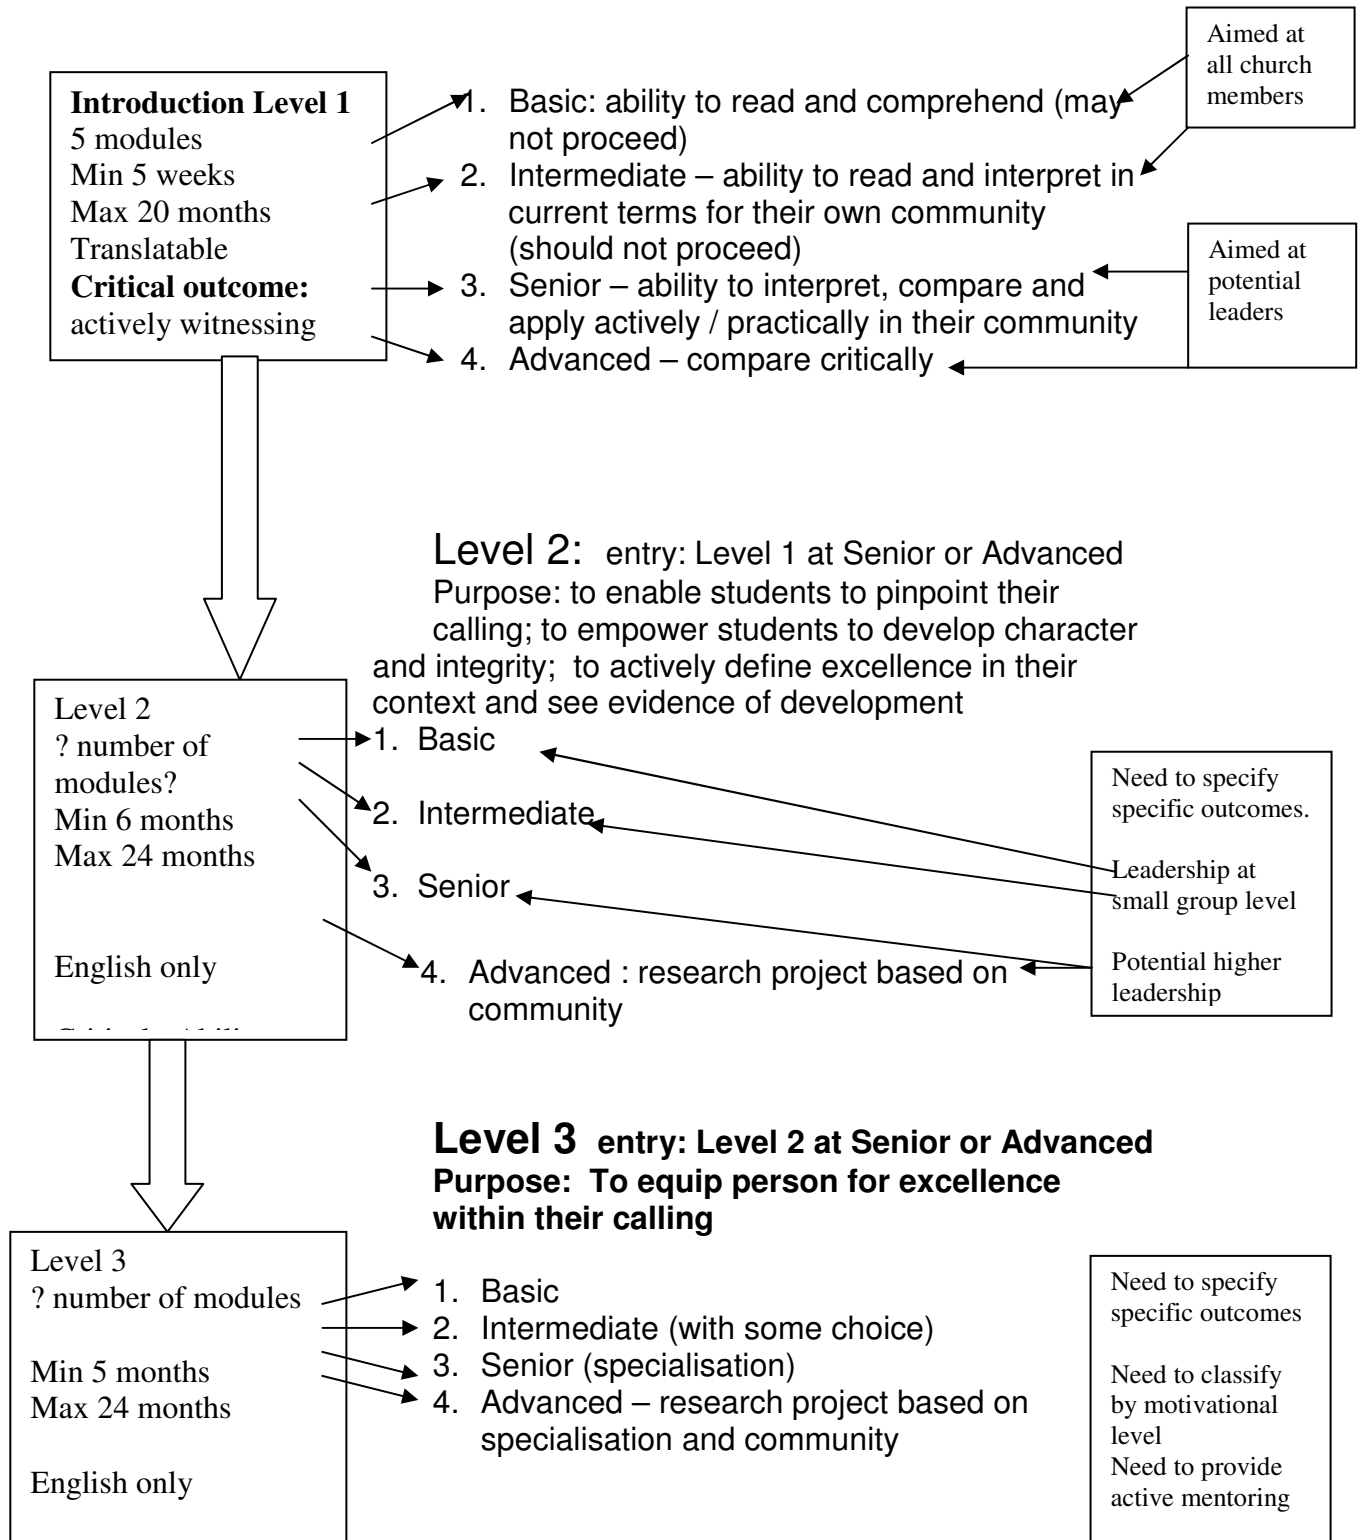 Aimed at
all church
members
Introduction Level 1
5 modules
Min 5 weeks
Max 20 months
Translatable
Critical outcome:
actively witnessing
1. Basic: ability to read and comprehend (may
not proceed)
2. Intermediate – ability to read and interpret in
current terms for their own community
(should not proceed)
3. Senior – ability to interpret, compare and
apply actively / practically in their community
4. Advanced – compare critically
Aimed at
potential
leaders
Level 2: entry: Level 1 at Senior or Advanced
Purpose: to enable students to pinpoint their
calling; to empower students to develop character
and integrity; to actively define excellence in their
context and see evidence of development
Level 2
? number of
modules?
Min 6 months
Max 24 months
English only
1. Basic
2. Intermediate
3. Senior
4. Advanced : research project based on
community
Need to specify
specific outcomes.
Leadership at
small group level
Potential higher
leadership
Level 3 entry: Level 2 at Senior or Advanced
Purpose: To equip person for excellence
within their calling
Level 3
? number of modules
Min 5 months
Max 24 months
English only
1. Basic
2. Intermediate (with some choice)
3. Senior (specialisation)
4. Advanced – research project based on
specialisation and community
Need to specify
specific outcomes
Need to classify
by motivational
level
Need to provide
active mentoring